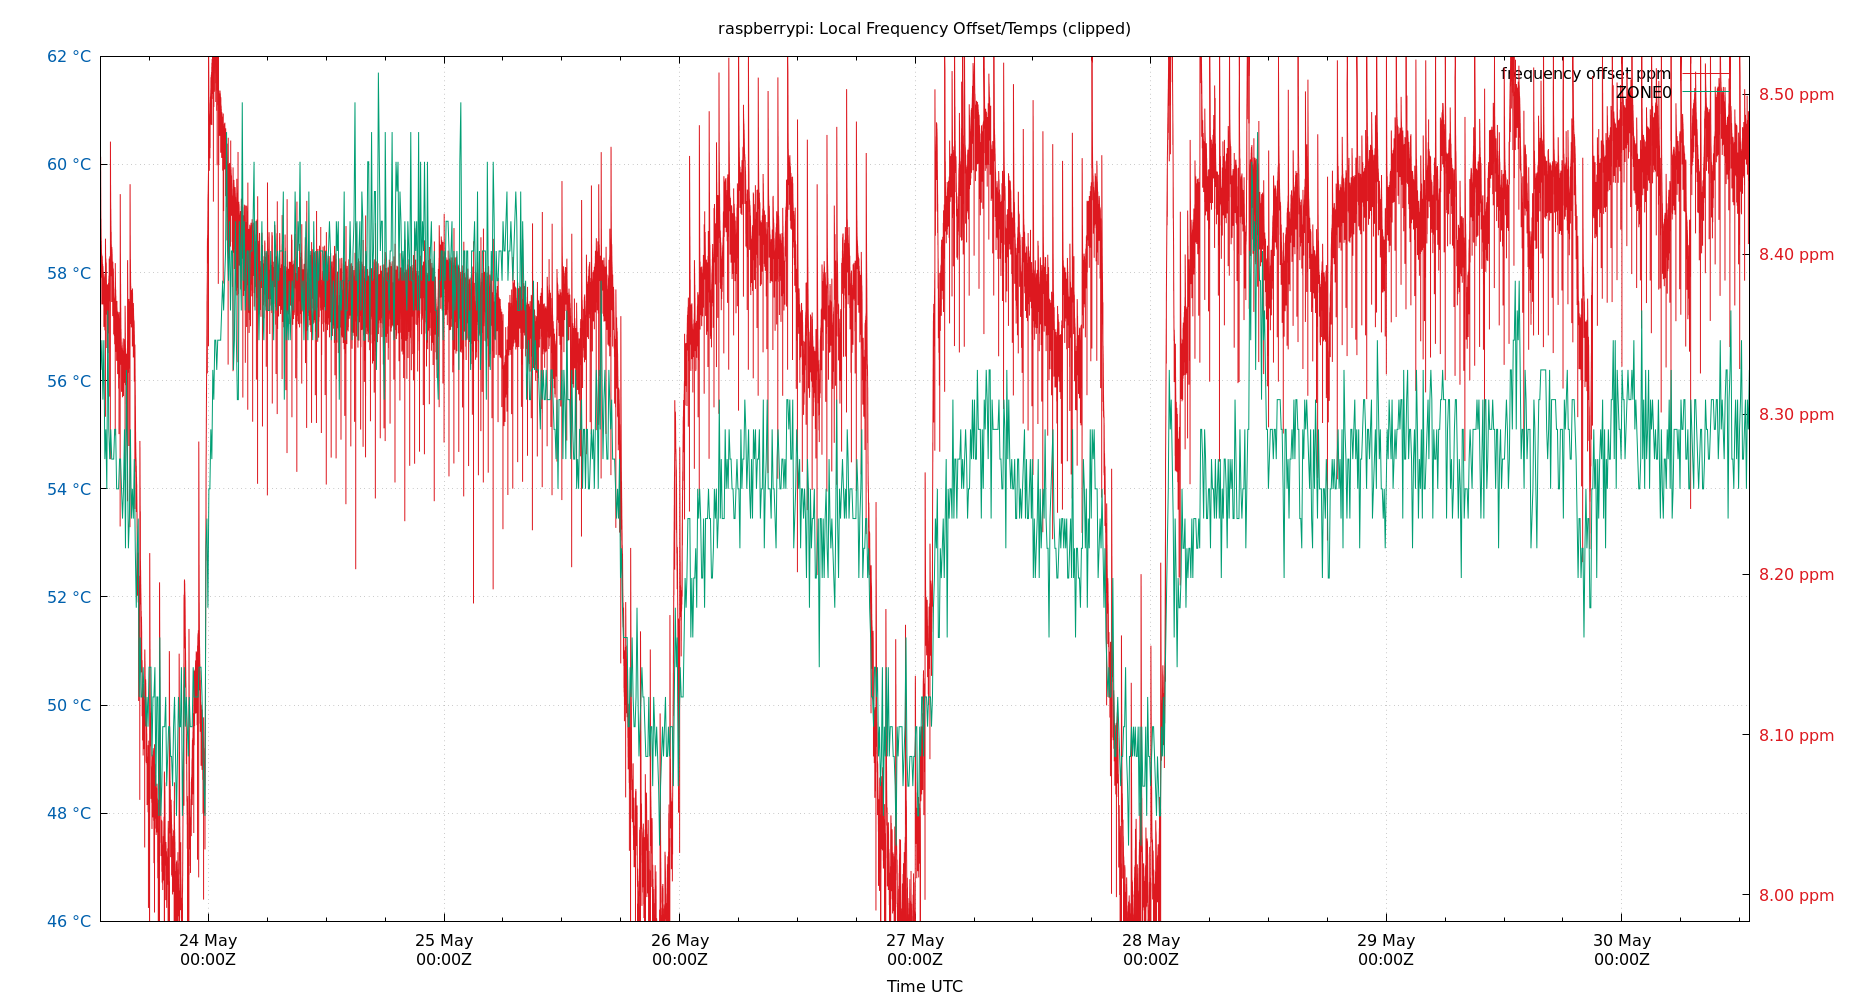 raspberrypi: Local Frequency Offset/Temps (clipped)
62 °C
60 °C
58 °C
56 °C
54 °C
52 °C
50 °C
48 °C
46 °C
frequency offset ppm
ZONE0
8.50 ppm
8.40 ppm
8.30 ppm
8.20 ppm
8.10 ppm
8.00 ppm
24 May
00:00Z
25 May
00:00Z
26 May
00:00Z
27 May
00:00Z
28 May
00:00Z
29 May
00:00Z
30 May
00:00Z
Time UTC